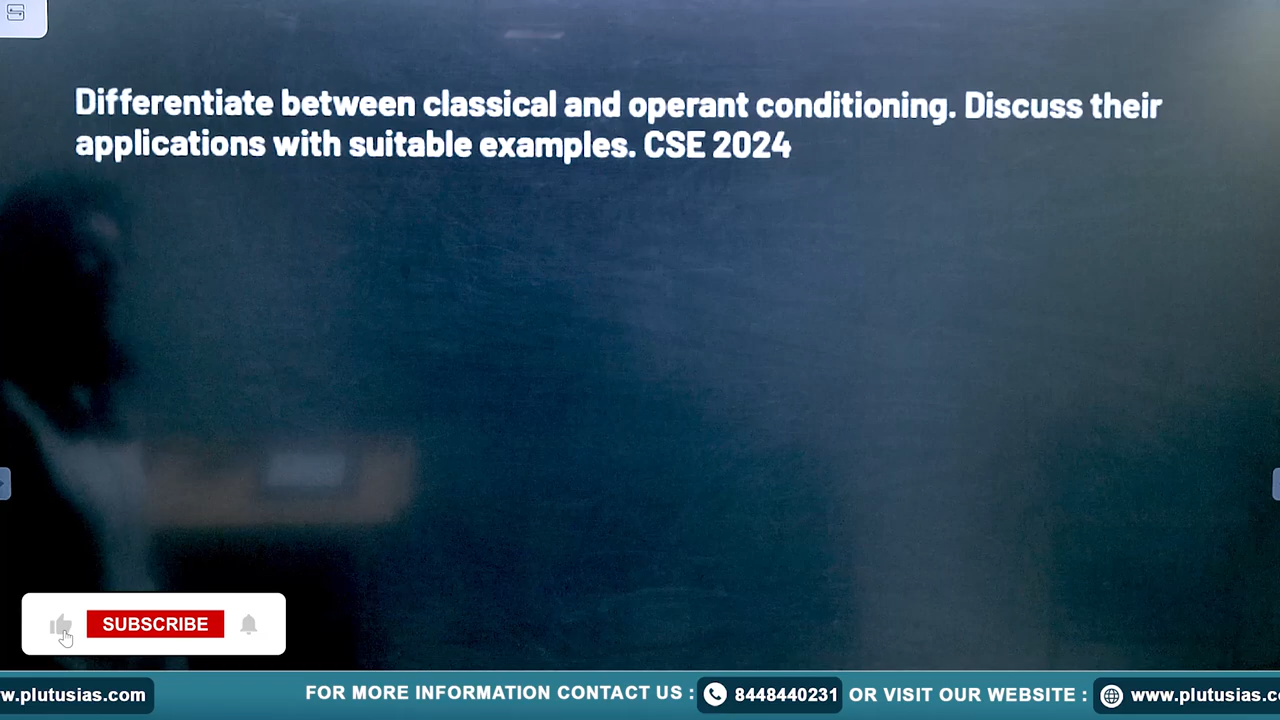 Differentiate between classical and operant conditioning. Discuss their
applications with suitable examples. CSE 2024
SUBSCRIBE
w.plutusias.com
FOR MORE INFORMATION CONTACT US :
8448440231
OR VISIT OUR WEBSITE :
www.plutusias.c